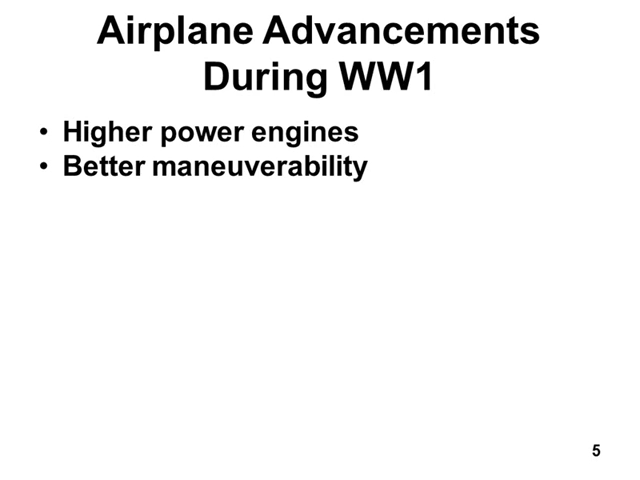 Airplane Advancements
During WW1
• Higher power engines
• Better maneuverability
5